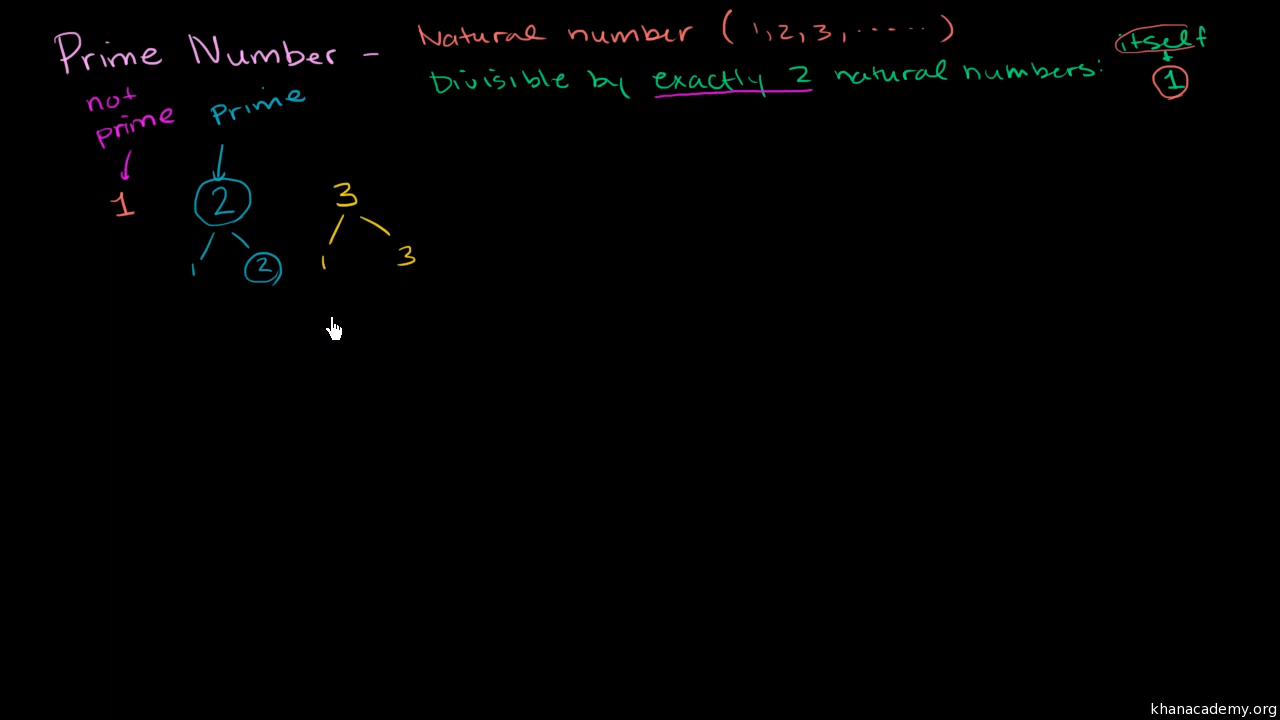 Prime Number - Natural number (1,2,3,......)
Divisible by exactly 2 natural numbers: itself + 1
not prime
prime
1 2 3
1 2 1 3
khanacademy.org